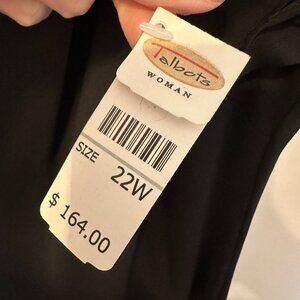 Talbots
WOMAN
SIZE 22W
$ 164.00